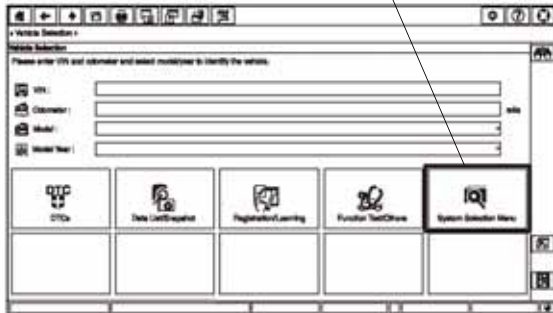 ‹ Vehicle Selection ›
Vehicle Selection
Please enter VIN and odometer and select model/year to identify the vehicle.
VIN :
Odometer :
mile
Model :
Model Year :
DTC
DTCs
Data List/Snapshot
Registration/Learning
Function Test/Others
System Selection Menu